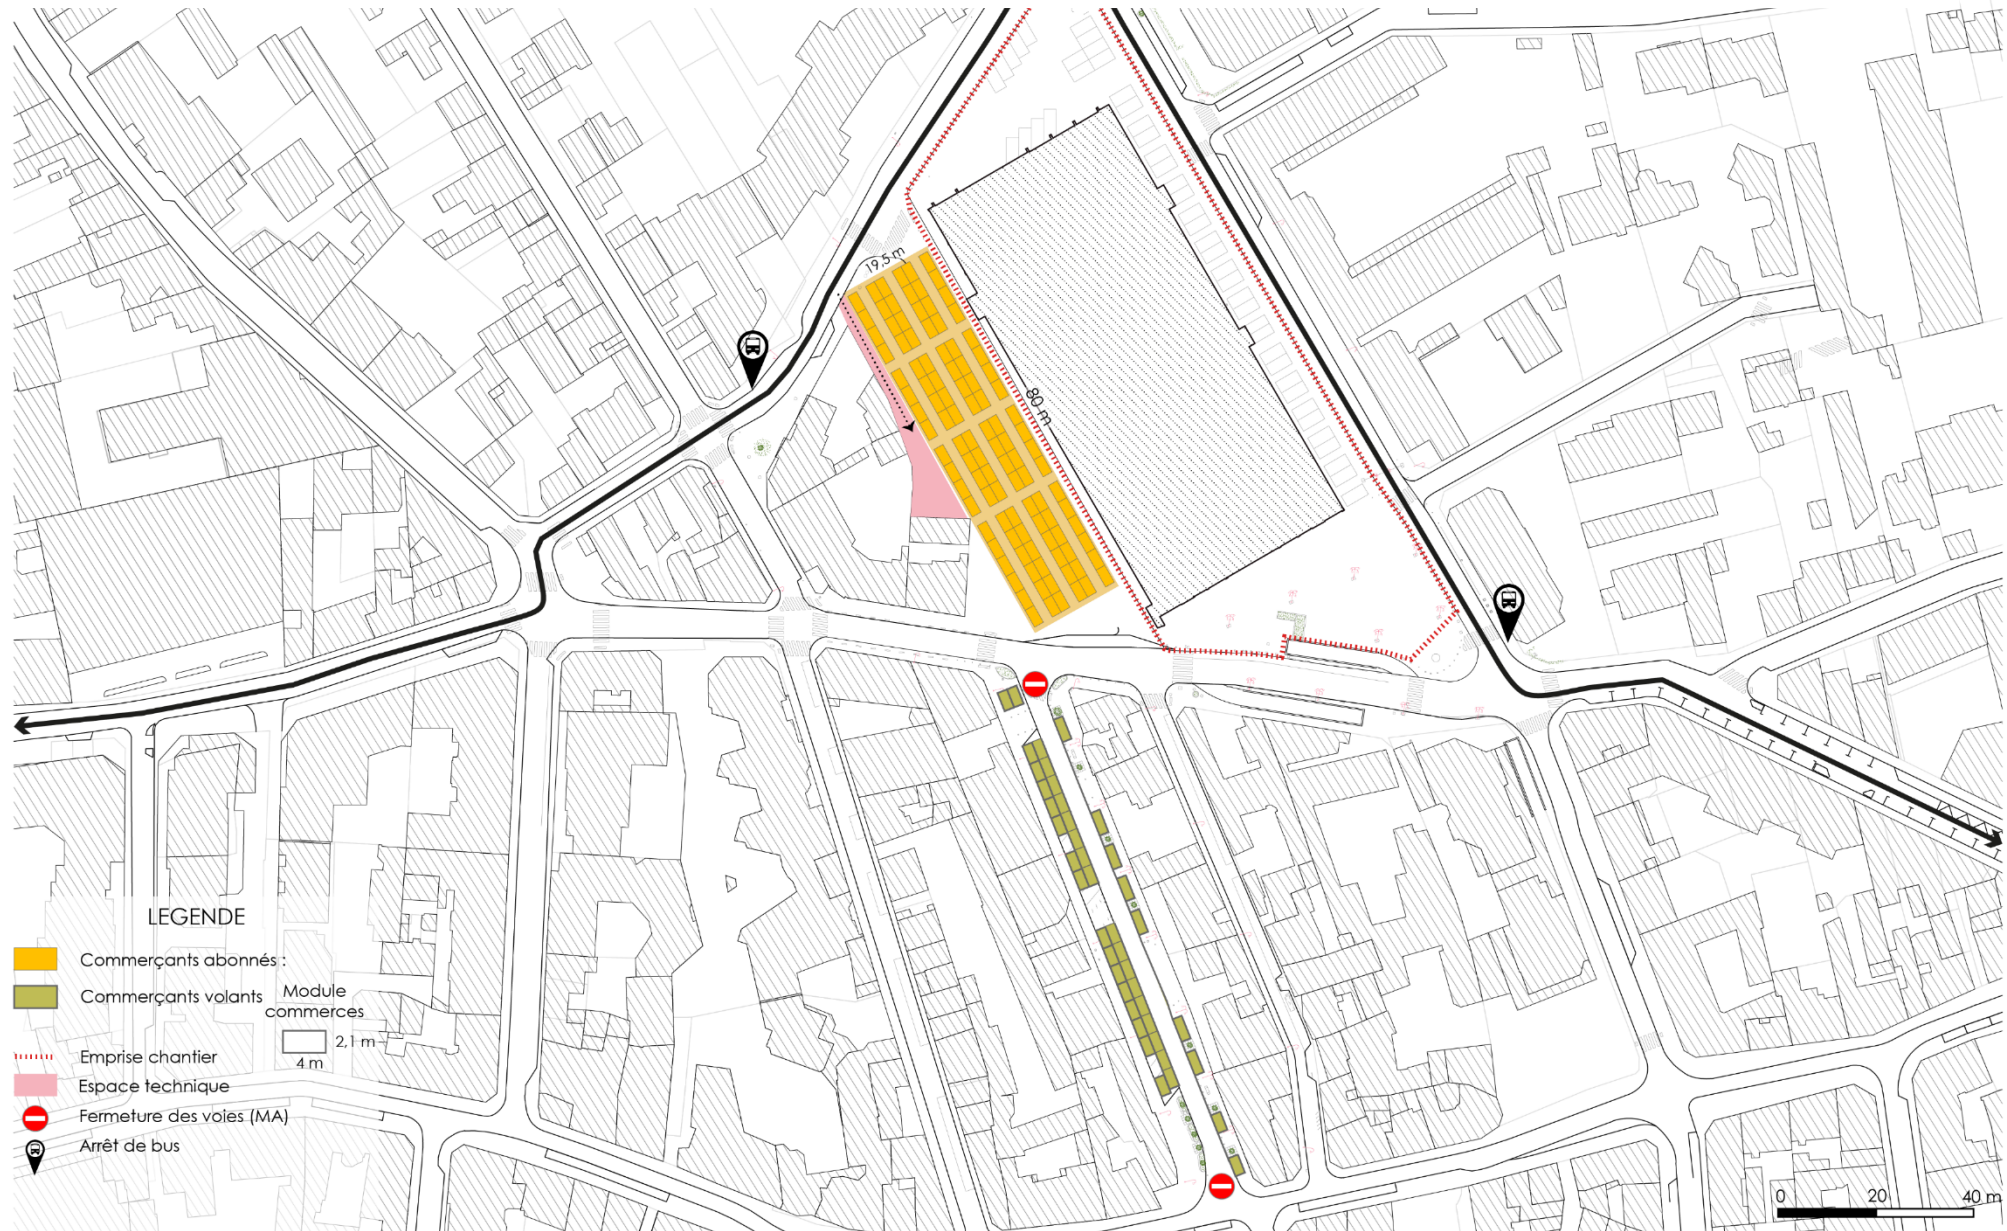 19,5 m
80 m
LEGENDE
Commerçants abonnés :
Commerçants volants
Module
commerces
2,1 m
4 m
Emprise chantier
Espace technique
Fermeture des voies (MA)
Arrêt de bus
0 20 40 m